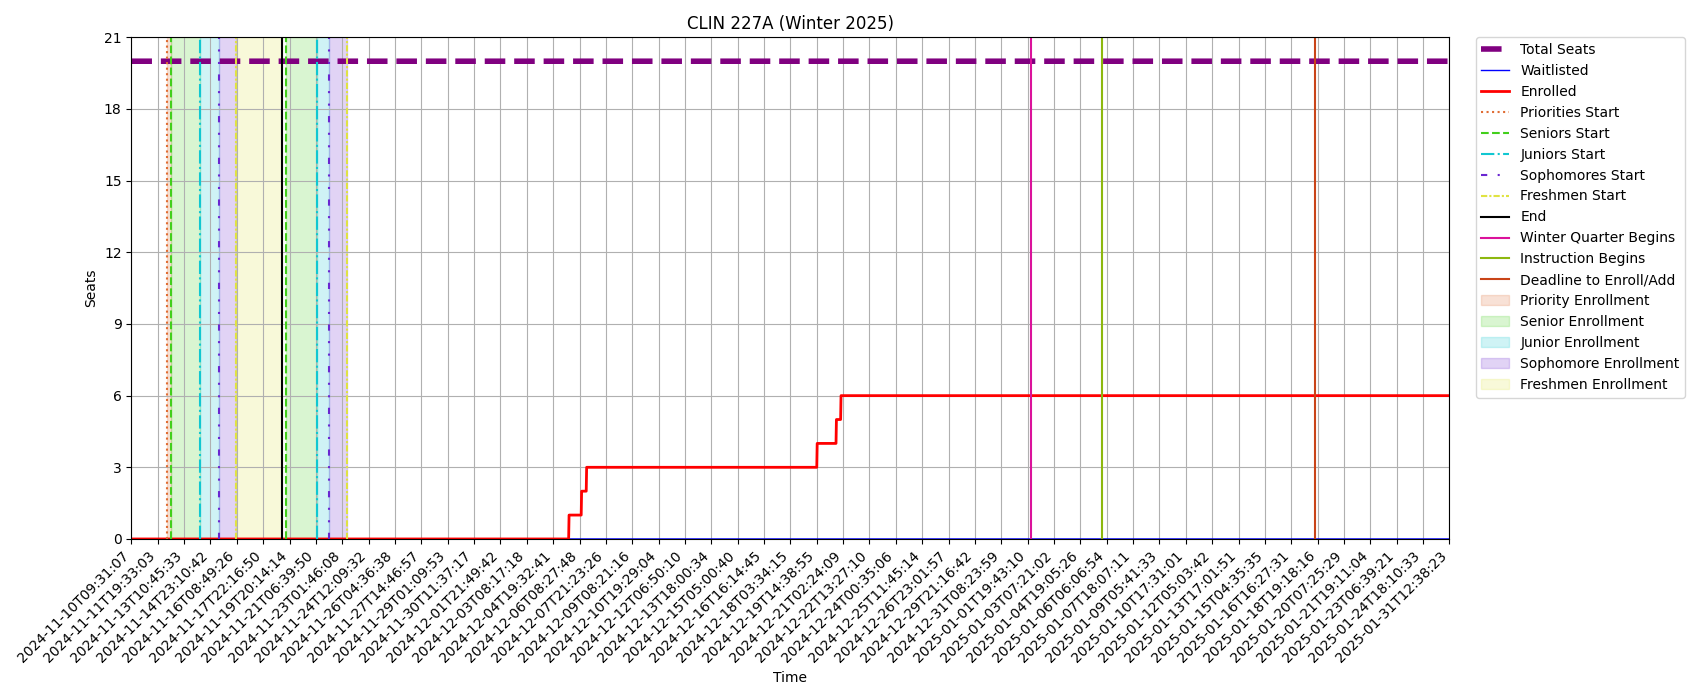 CLIN 227A (Winter 2025)
21
18
15
12
9
6
3
0
Seats
2024-11-10T09:31:07
2024-11-11T19:33:03
2024-11-13T10:45:33
2024-11-14T23:10:42
2024-11-16T08:49:26
2024-11-17T22:16:50
2024-11-19T20:14:14
2024-11-21T06:39:50
2024-11-23T01:46:08
2024-11-24T12:09:32
2024-11-26T04:36:38
2024-11-27T14:46:57
2024-11-29T01:09:53
2024-11-30T11:37:17
2024-12-01T21:49:42
2024-12-03T08:17:18
2024-12-04T19:32:41
2024-12-06T08:27:48
2024-12-07T21:23:26
2024-12-09T08:21:16
2024-12-10T19:29:04
2024-12-12T06:50:10
2024-12-13T18:00:34
2024-12-15T05:00:40
2024-12-16T16:14:45
2024-12-18T03:34:15
2024-12-19T14:38:55
2024-12-21T02:24:09
2024-12-22T13:27:10
2024-12-24T00:35:06
2024-12-25T11:45:14
2024-12-26T23:01:57
2024-12-29T21:16:42
2024-12-31T08:23:59
2025-01-01T19:43:10
2025-01-03T07:21:02
2025-01-04T19:05:26
2025-01-06T06:06:54
2025-01-07T18:07:11
2025-01-09T05:41:33
2025-01-10T17:31:01
2025-01-12T05:03:42
2025-01-13T17:01:51
2025-01-15T04:35:35
2025-01-16T16:27:31
2025-01-18T19:18:16
2025-01-20T07:25:29
2025-01-21T19:11:04
2025-01-23T06:39:21
2025-01-24T18:10:33
2025-01-31T12:38:23
Time
Total Seats
Waitlisted
Enrolled
Priorities Start
Seniors Start
Juniors Start
Sophomores Start
Freshmen Start
End
Winter Quarter Begins
Instruction Begins
Deadline to Enroll/Add
Priority Enrollment
Senior Enrollment
Junior Enrollment
Sophomore Enrollment
Freshmen Enrollment